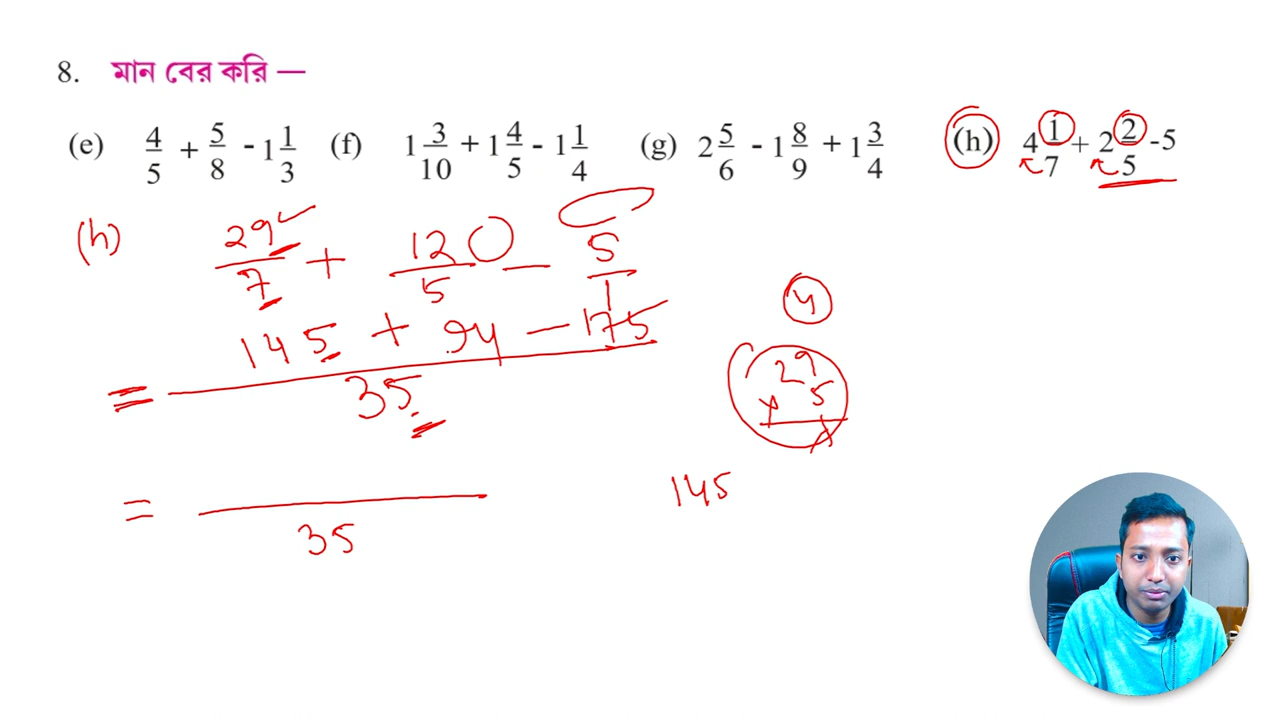 8. মান বের করি —
(e) 4/5 + 5/8 - 1 1/3 (f) 1 3/10 + 1 4/5 - 1 1/4 (g) 2 5/6 - 1 8/9 + 1 3/4 (h) 4 1/7 + 2 2/5 - 5
(h) 29/7 + 12/5 - 5/1
4
= 145 + 84 - 175 / 35
29
x 5
= /35
145